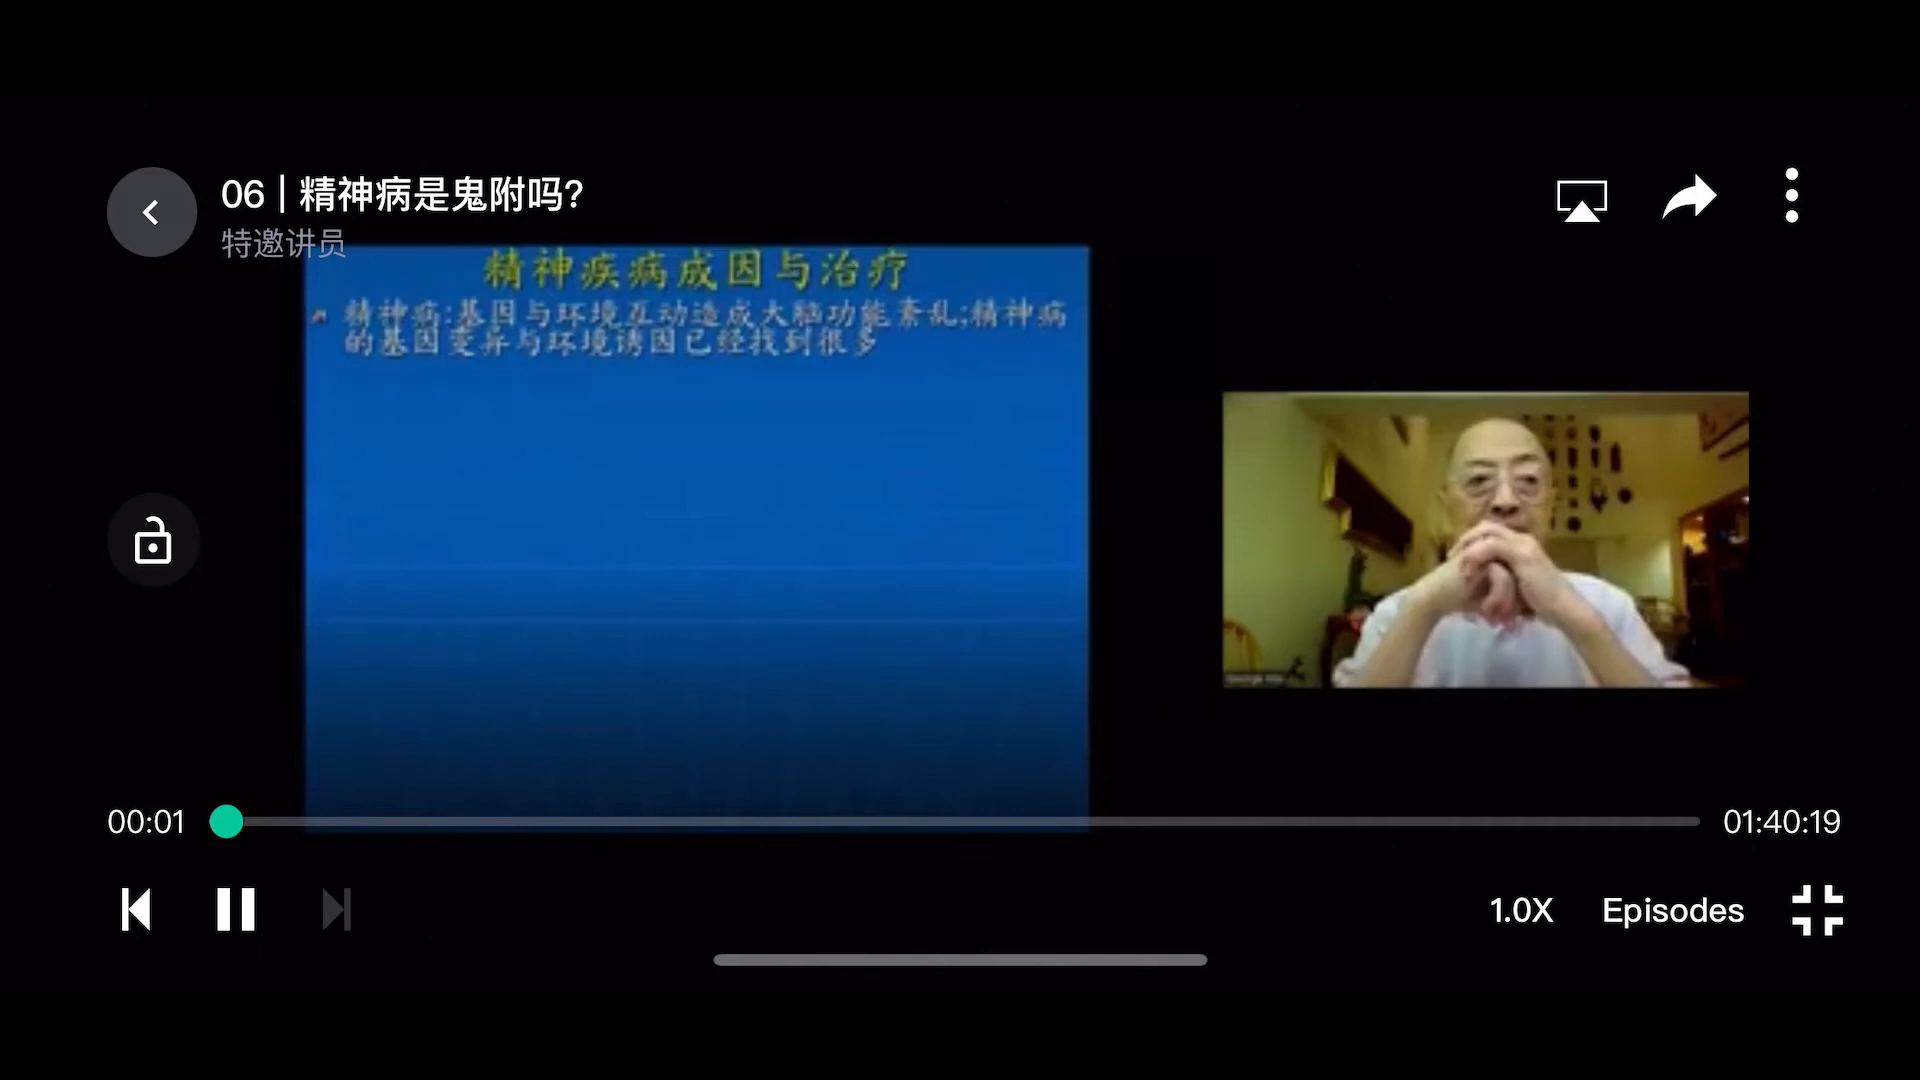 06 | 精神病是鬼附吗?
特邀讲员
精神疾病成因与治疗
精神病:基因与环境互动造成大脑功能紊乱;精神病
的基因变异与环境诱因已经找到很多
00:01
01:40:19
1.0X
Episodes